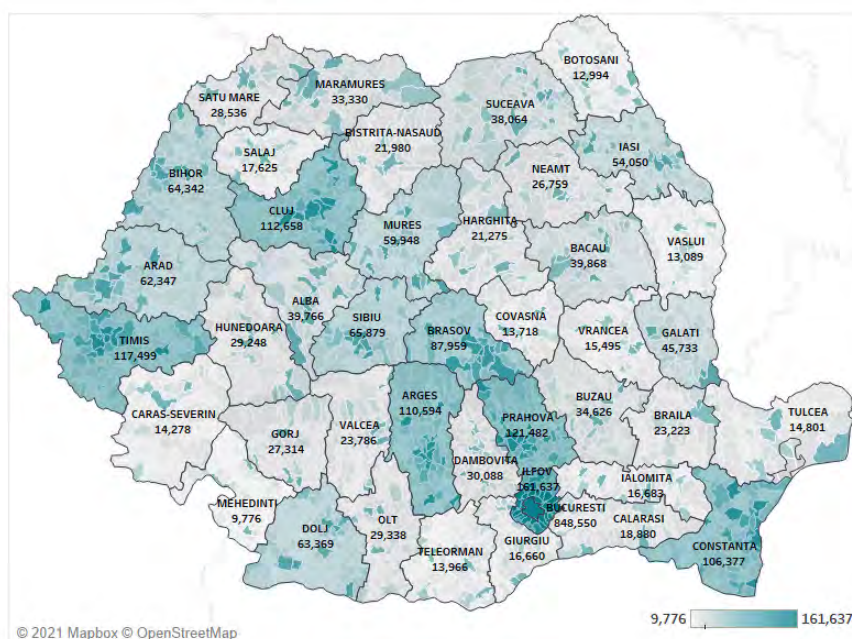 BOTOSANI
12,994
MARAMURES
33,330
SATU MARE
28,536
SUCEAVA
38,064
BISTRITA-NASAUD
21,980
IASI
54,050
SALAJ
17,625
NEAMT
26,759
BIHOR
64,342
CLUJ
112,658
MURES
59,948
HARGHITA
21,275
VASLUI
13,089
BACAU
39,868
ARAD
62,347
ALBA
39,766
SIBIU
65,879
BRASOV
87,959
COVASNA
13,718
VRANCEA
15,495
GALATI
45,733
TIMIS
117,499
HUNEDOARA
29,248
ARGES
110,594
PRAHOVA
121,482
BUZAU
34,626
BRAILA
23,223
TULCEA
14,801
CARAS-SEVERIN
14,278
GORJ
27,314
VALCEA
23,786
DAMBOVITA
30,088
ILFOV
161,637
IALOMITA
16,683
MEHEDINTI
9,776
DOLJ
63,369
OLT
29,338
TELEORMAN
13,966
GIURGIU
16,660
BUCURESTI
848,550
CALARASI
18,880
CONSTANTA
106,377
9,776 161,637
© 2021 Mapbox © OpenStreetMap